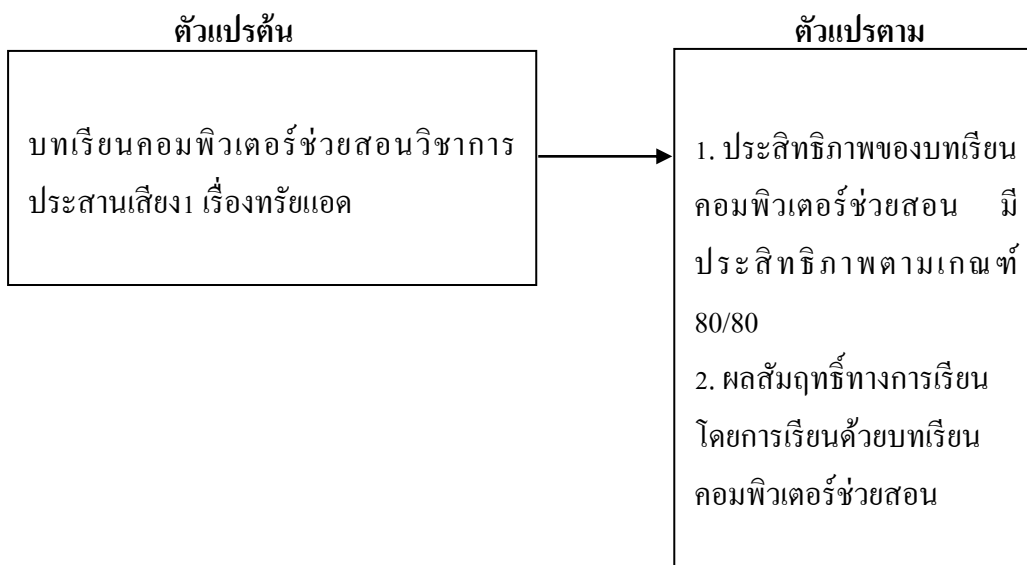 ตัวแปรต้น
บทเรียนคอมพิวเตอร์ช่วยสอนวิชาการ
ประสานเสียง1 เรื่องทรัยแอด
ตัวแปรตาม
1. ประสิทธิภาพของบทเรียน
คอมพิวเตอร์ช่วยสอน มี
ประสิทธิภาพตามเกณฑ์
80/80
2. ผลสัมฤทธิ์ทางการเรียน
โดยการเรียนด้วยบทเรียน
คอมพิวเตอร์ช่วยสอน